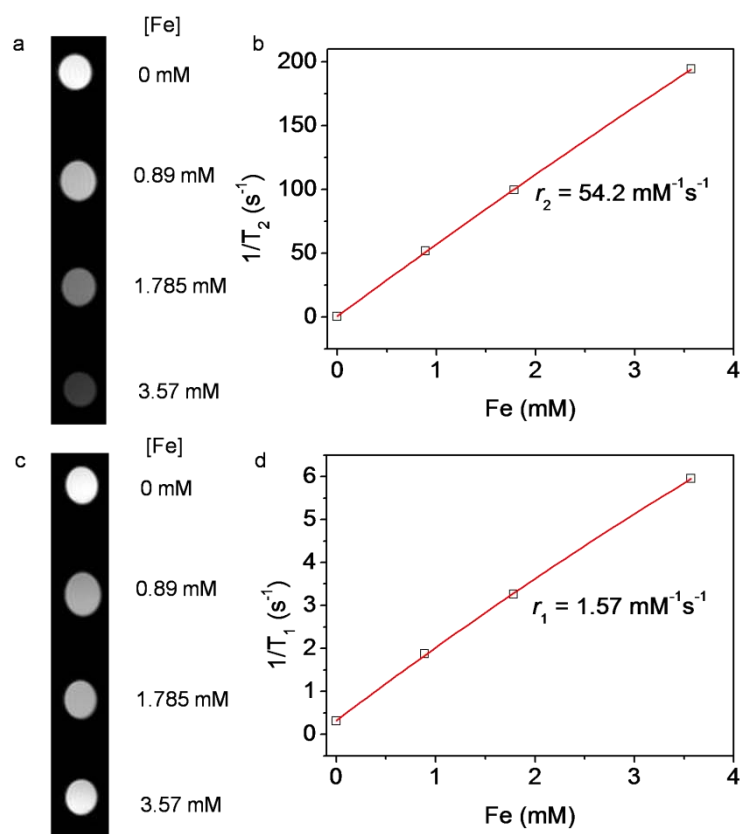 a
[Fe]
0 mM
0.89 mM
1.785 mM
3.57 mM
b
200
150
100
50
0
1/T₂ (s⁻¹)
r₂ = 54.2 mM⁻¹s⁻¹
0 1 2 3 4
Fe (mM)
c
[Fe]
0 mM
0.89 mM
1.785 mM
3.57 mM
d
6
5
4
3
2
1
0
1/T₁ (s⁻¹)
r₁ = 1.57 mM⁻¹s⁻¹
0 1 2 3 4
Fe (mM)